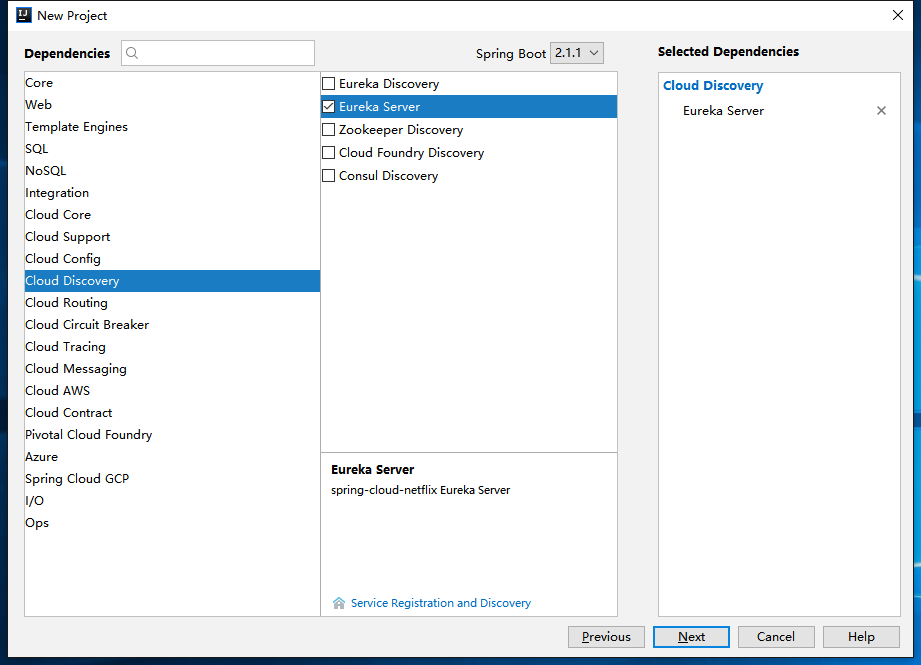 New Project
Dependencies
Spring Boot 2.1.1
Core
Web
Template Engines
SQL
NoSQL
Integration
Cloud Core
Cloud Support
Cloud Config
Cloud Discovery
Cloud Routing
Cloud Circuit Breaker
Cloud Tracing
Cloud Messaging
Cloud AWS
Cloud Contract
Pivotal Cloud Foundry
Azure
Spring Cloud GCP
I/O
Ops
Eureka Discovery
Eureka Server
Zookeeper Discovery
Cloud Foundry Discovery
Consul Discovery
Eureka Server
spring-cloud-netflix Eureka Server
Service Registration and Discovery
Selected Dependencies
Cloud Discovery
Eureka Server
Previous
Next
Cancel
Help